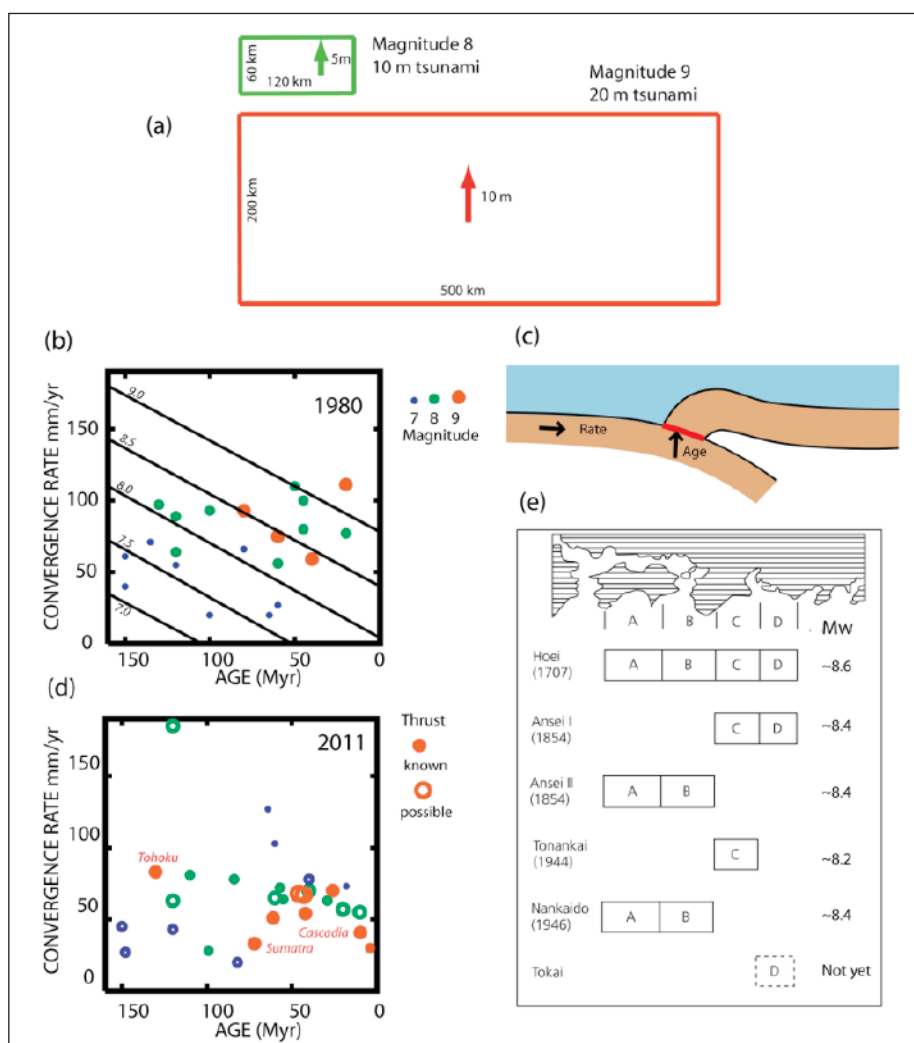 (a)
60 km
120 km
5m
Magnitude 8
10 m tsunami
Magnitude 9
20 m tsunami
200 km
10 m
500 km
(b)
CONVERGENCE RATE mm/yr
150
100
50
0
1980
9.0
8.5
8.0
7.5
7.0
150
100
50
0
AGE (Myr)
7 8 9
Magnitude
(c)
Rate
Age
(d)
CONVERGENCE RATE mm/yr
150
100
50
0
2011
Tohoku
Sumatra
Cascadia
150
100
50
0
AGE (Myr)
Thrust
known
possible
(e)
A B C D Mw
Hoei
(1707)
A B C D ~8.6
Ansei I
(1854)
C D ~8.4
Ansei II
(1854)
A B ~8.4
Tonankai
(1944)
C ~8.2
Nankaido
(1946)
A B ~8.4
Tokai D Not yet